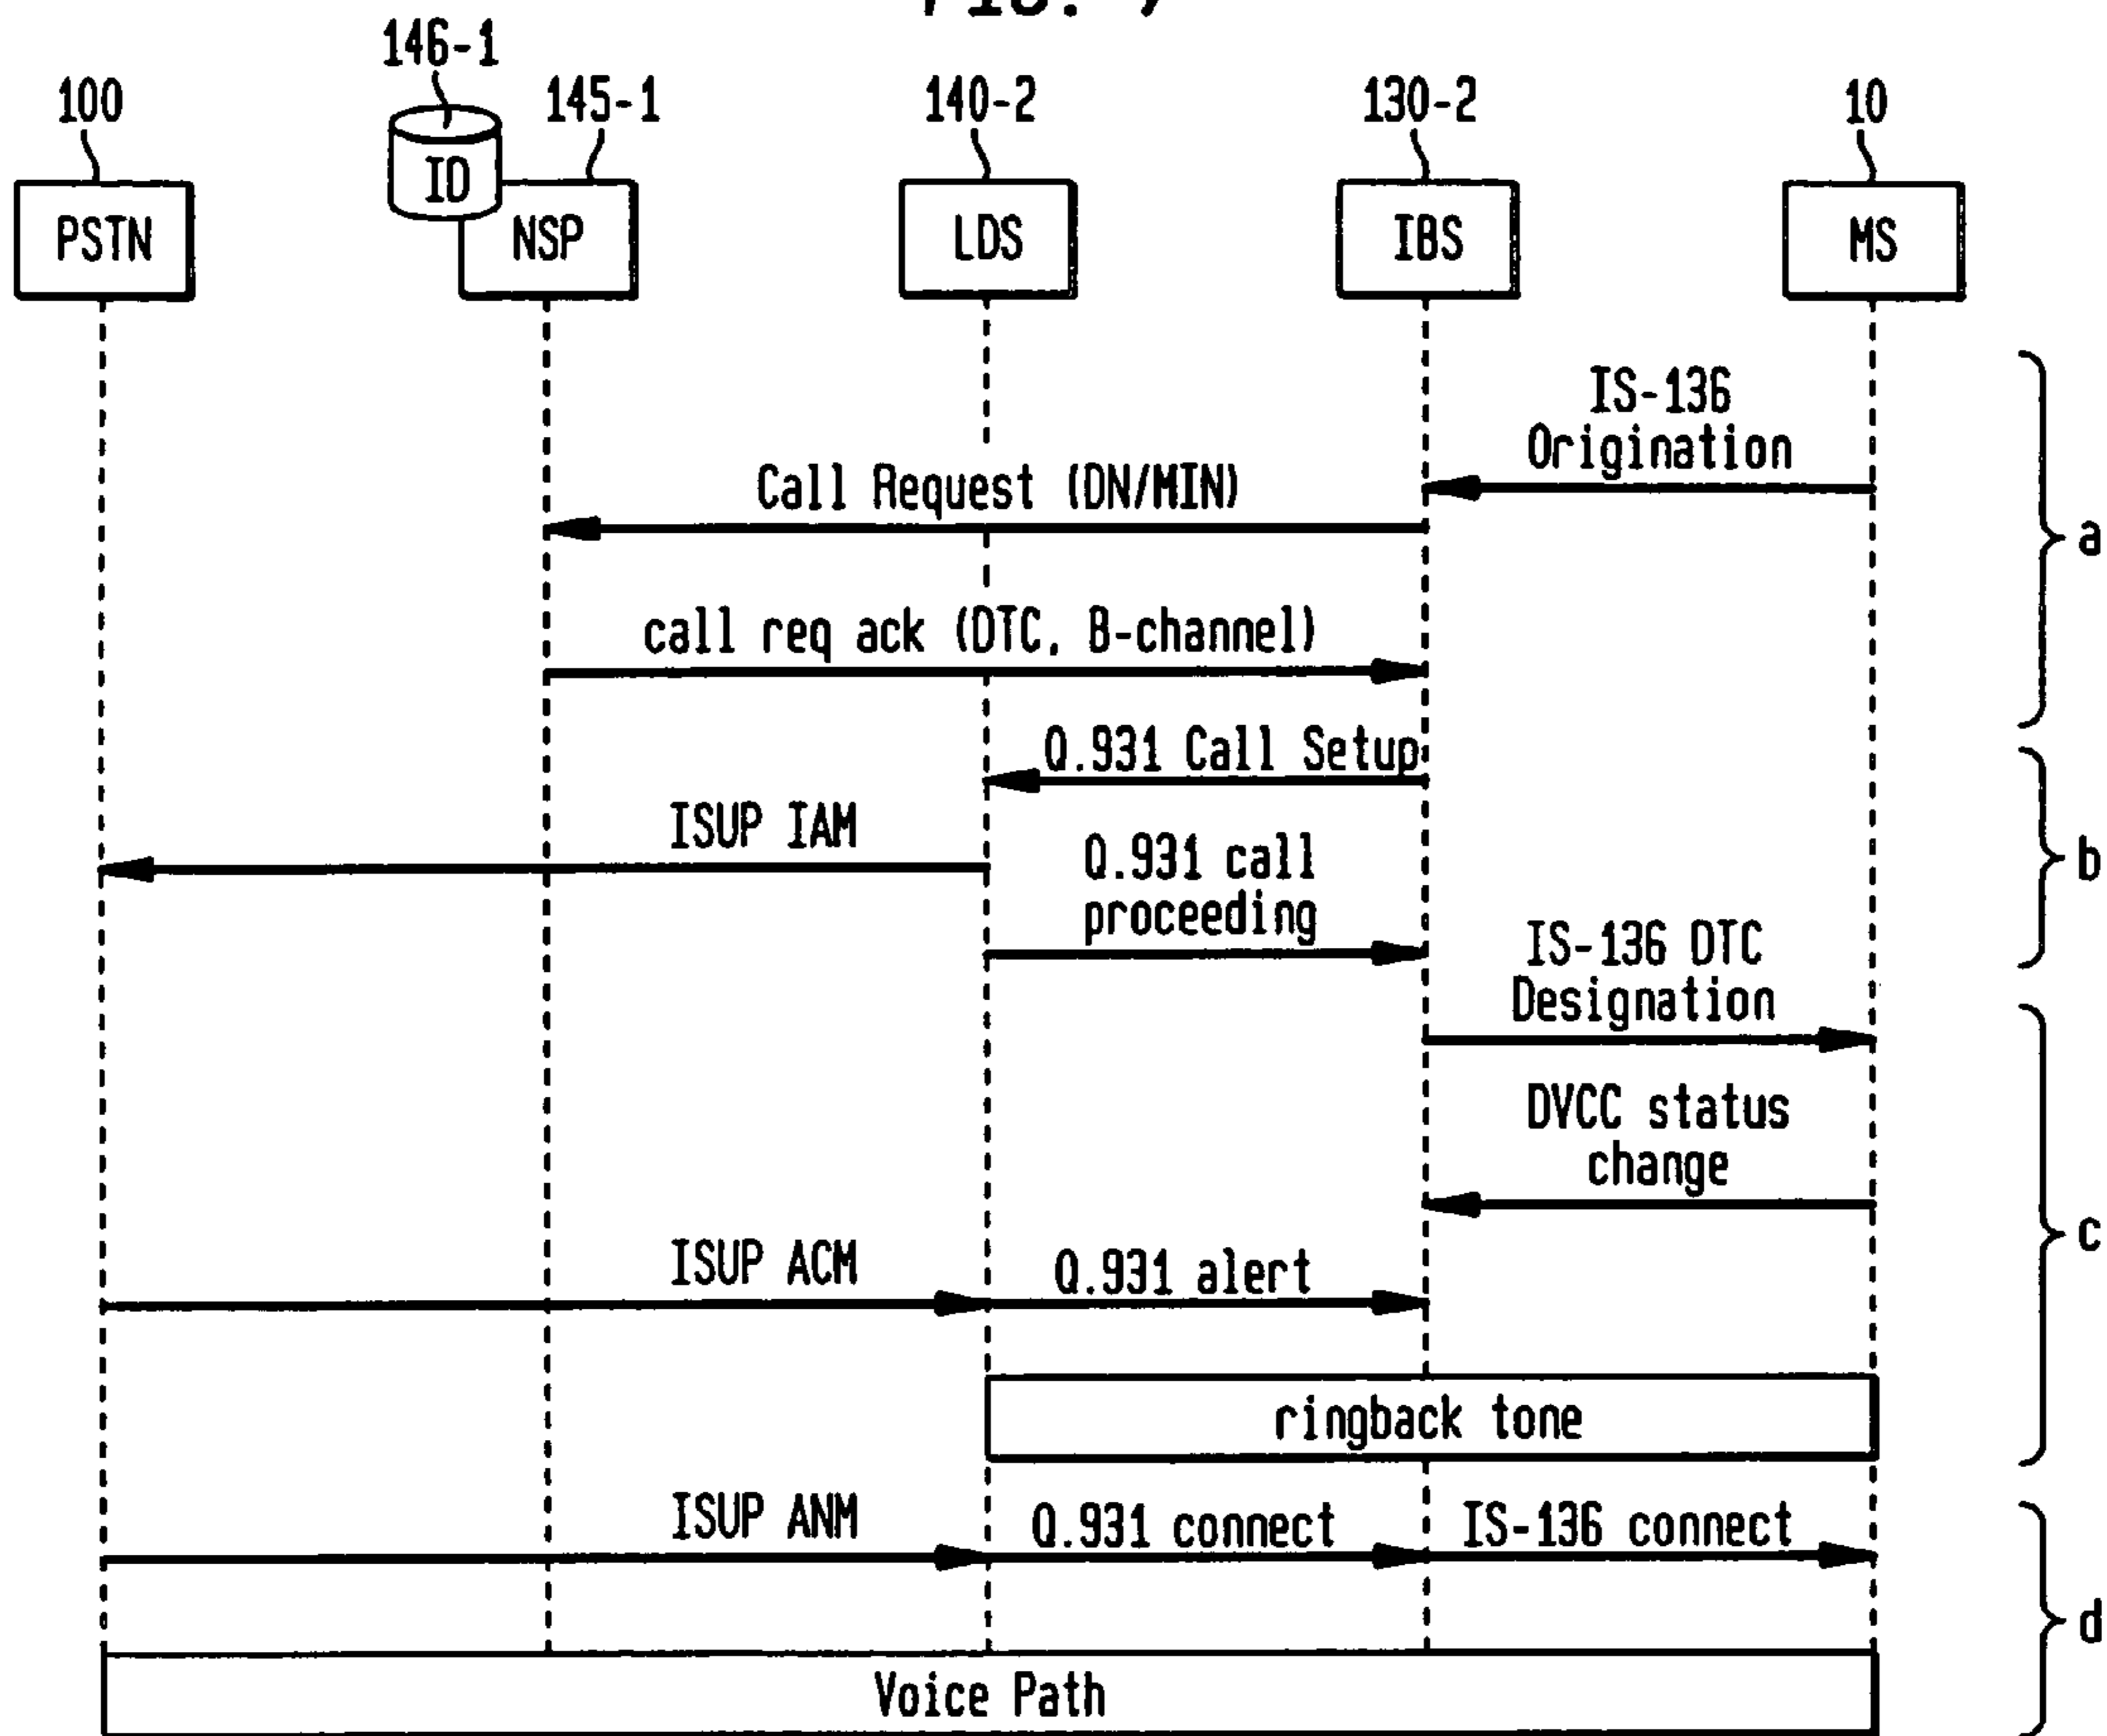 FIG. 7
146-1
100
145-1
140-2
130-2
10
ID
PSTN
NSP
LDS
IBS
MS
IS-136
Origination
Call Request (DN/MIN)
a
call req ack (DTC, B-channel)
Q.931 Call Setup
ISUP IAM
Q.931 call
proceeding
b
IS-136 DTC
Designation
DVCC status
change
c
ISUP ACM
Q.931 alert
ringback tone
ISUP ANM
Q.931 connect
IS-136 connect
d
Voice Path